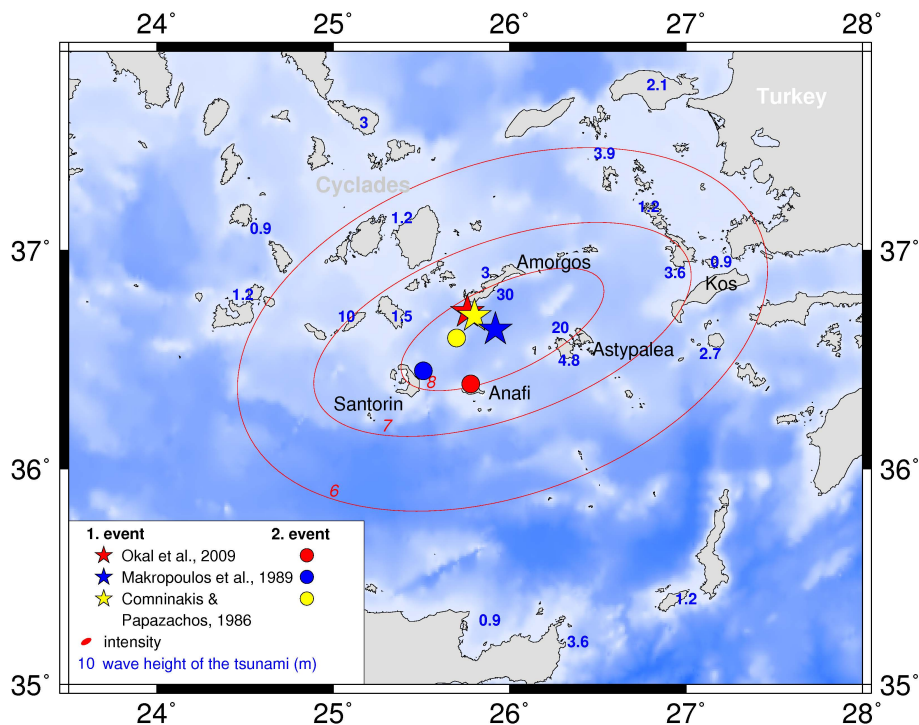 24° 25° 26° 27° 28°
2.1
Turkey
3
3.9
Cyclades
1.2
1.2
0.9
37° 37°
Amorgos
3 3.6 0.9
Kos
1.2 30
10 1.5
20
Astypalea
4.8 2.7
8
Anafi
Santorin
7
36° 36°
6
1. event 2. event
Okal et al., 2009
Makropoulos et al., 1989
Comninakis &
Papazachos, 1986
intensity
10 wave height of the tsunami (m)
1.2
0.9
3.6
35° 35°
24° 25° 26° 27° 28°